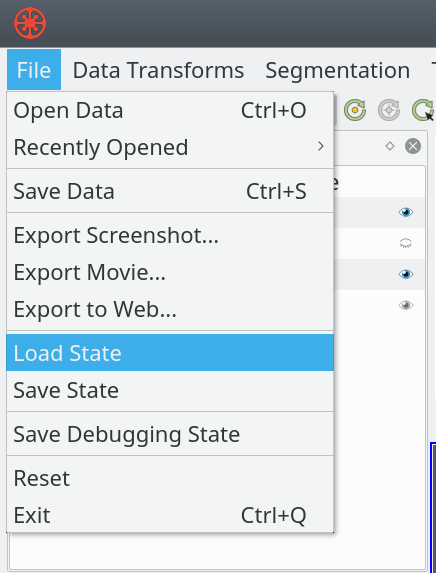 File Data Transforms Segmentation
Open Data Ctrl+O
Recently Opened
Save Data Ctrl+S
Export Screenshot...
Export Movie...
Export to Web...
Load State
Save State
Save Debugging State
Reset
Exit Ctrl+Q